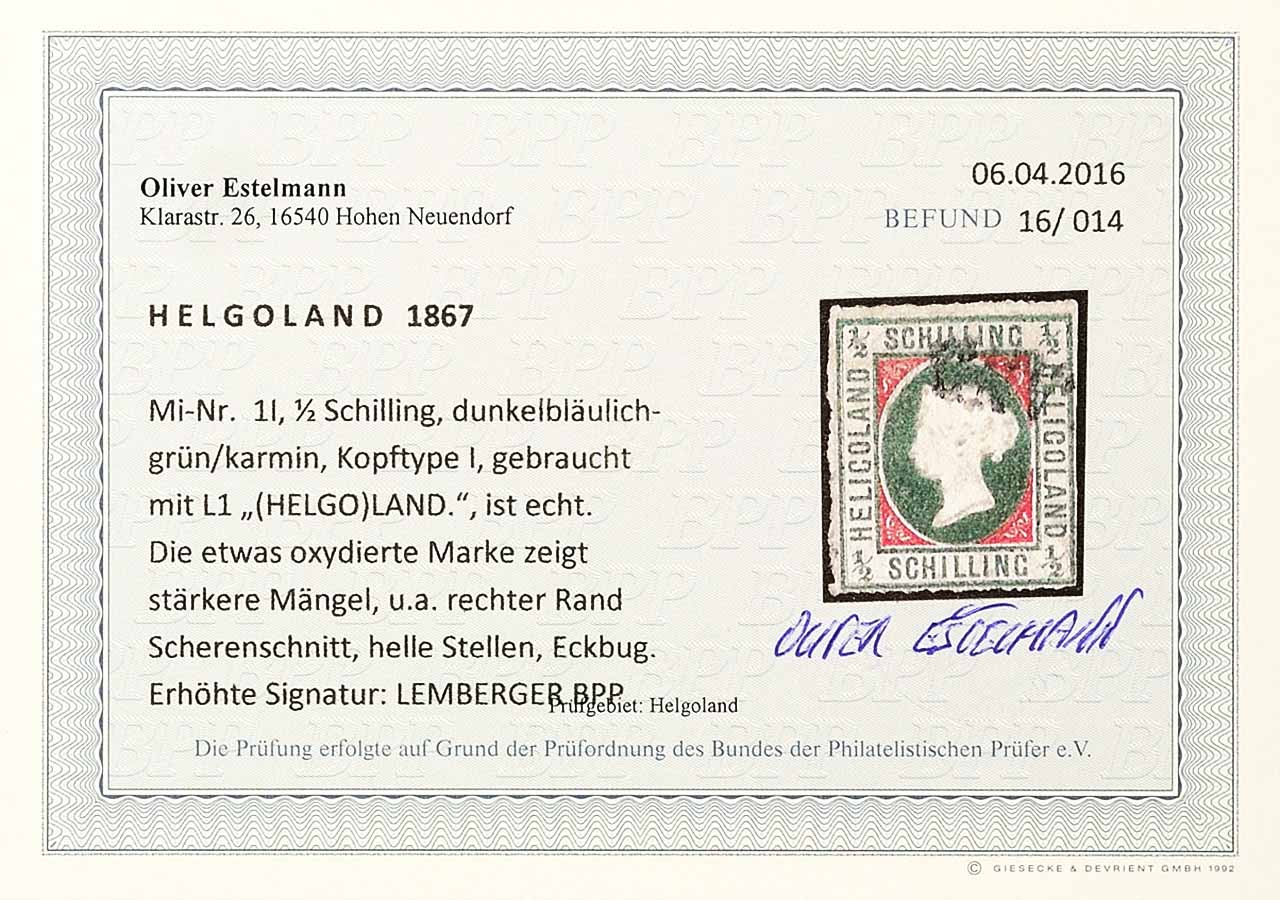 Oliver Estelmann
Klarastr. 26, 16540 Hohen Neuendorf
06.04.2016
BEFUND 16/ 014
HELGOLAND 1867
Mi-Nr. 1I, ½ Schilling, dunkelbläulich-
grün/karmin, Kopftype I, gebraucht
mit L1 „(HELGO)LAND.“, ist echt.
Die etwas oxydierte Marke zeigt
stärkere Mängel, u.a. rechter Rand
Scherenschnitt, helle Stellen, Eckbug.
Erhöhte Signatur: LEMBERGER BPP
Prüfgebiet: Helgoland
½ SCHILLING ½
HELIGOLAND
HELIGOLAND
½ SCHILLING ½
OLIVER ESTELMANN
Die Prüfung erfolgte auf Grund der Prüfordnung des Bundes der Philatelistischen Prüfer e.V.
© GIESECKE & DEVRIENT GMBH 1992
BPP